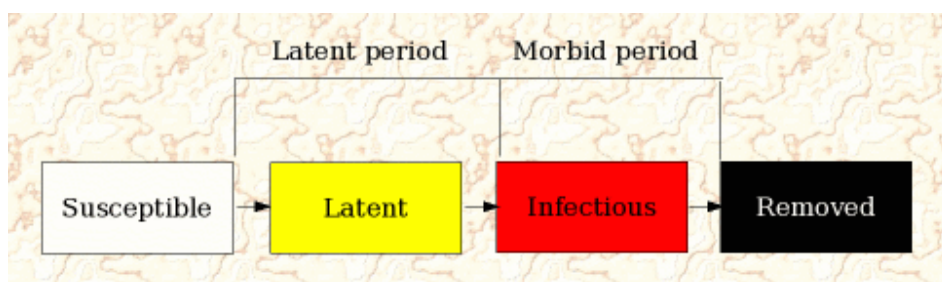 Latent period Morbid period
Susceptible Latent Infectious Removed